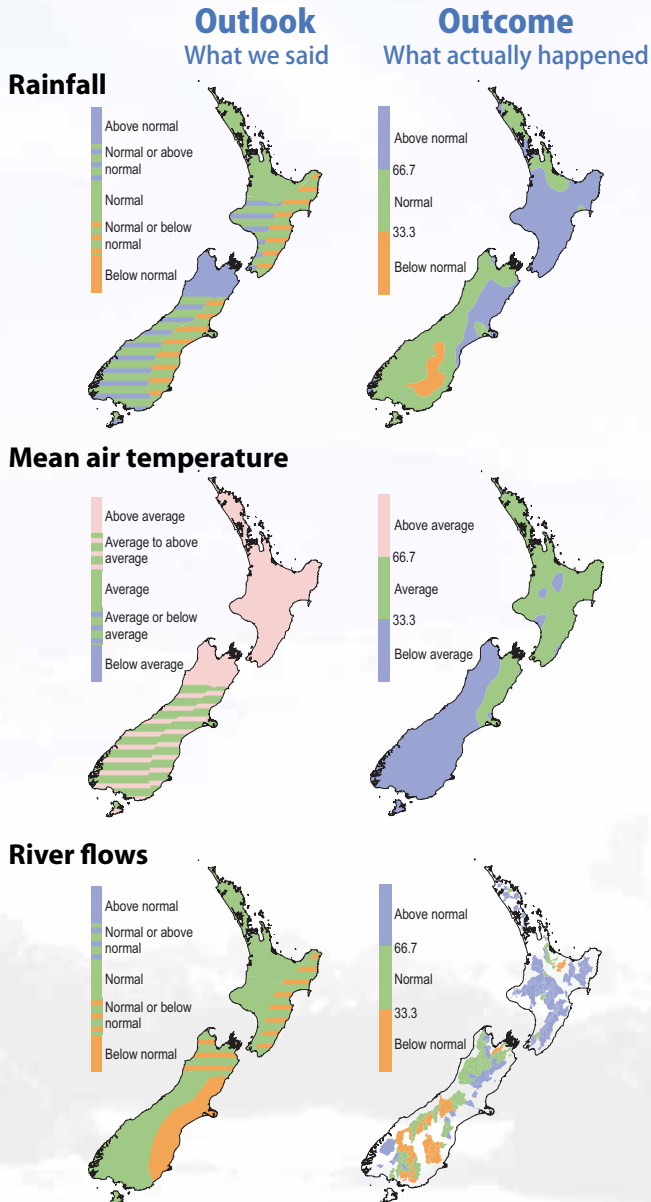 Outlook
What we said
Outcome
What actually happened
Rainfall
Above normal
Normal or above
normal
Normal
Normal or below
normal
Below normal
Above normal
66.7
Normal
33.3
Below normal
Mean air temperature
Above average
Average to above
average
Average
Average or below
average
Below average
Above average
66.7
Average
33.3
Below average
River flows
Above normal
Normal or above
normal
Normal
Normal or below
normal
Below normal
Above normal
66.7
Normal
33.3
Below normal